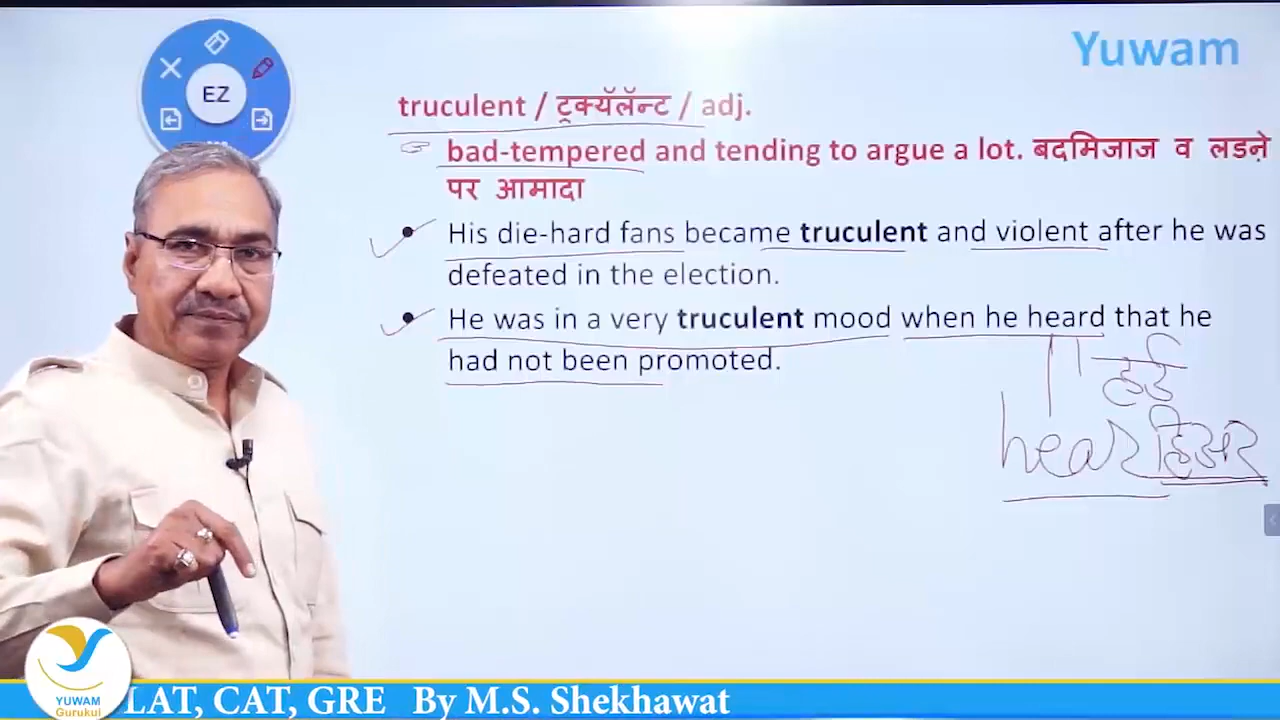 Yuwam
EZ
truculent / ट्रक्यॅलॅन्ट / adj.
☞ bad-tempered and tending to argue a lot. बदमिजाज व लडने़
पर आमादा
• His die-hard fans became truculent and violent after he was
defeated in the election.
• He was in a very truculent mood when he heard that he
had not been promoted.
हर्ड
hear हिअर
YUWAM
Gurukul
LAT, CAT, GRE By M.S. Shekhawat